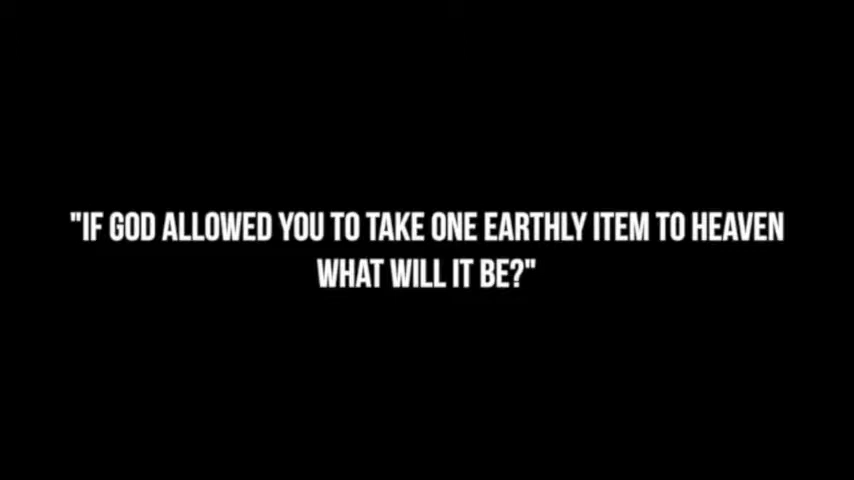 "IF GOD ALLOWED YOU TO TAKE ONE EARTHLY ITEM TO HEAVEN
WHAT WILL IT BE?"